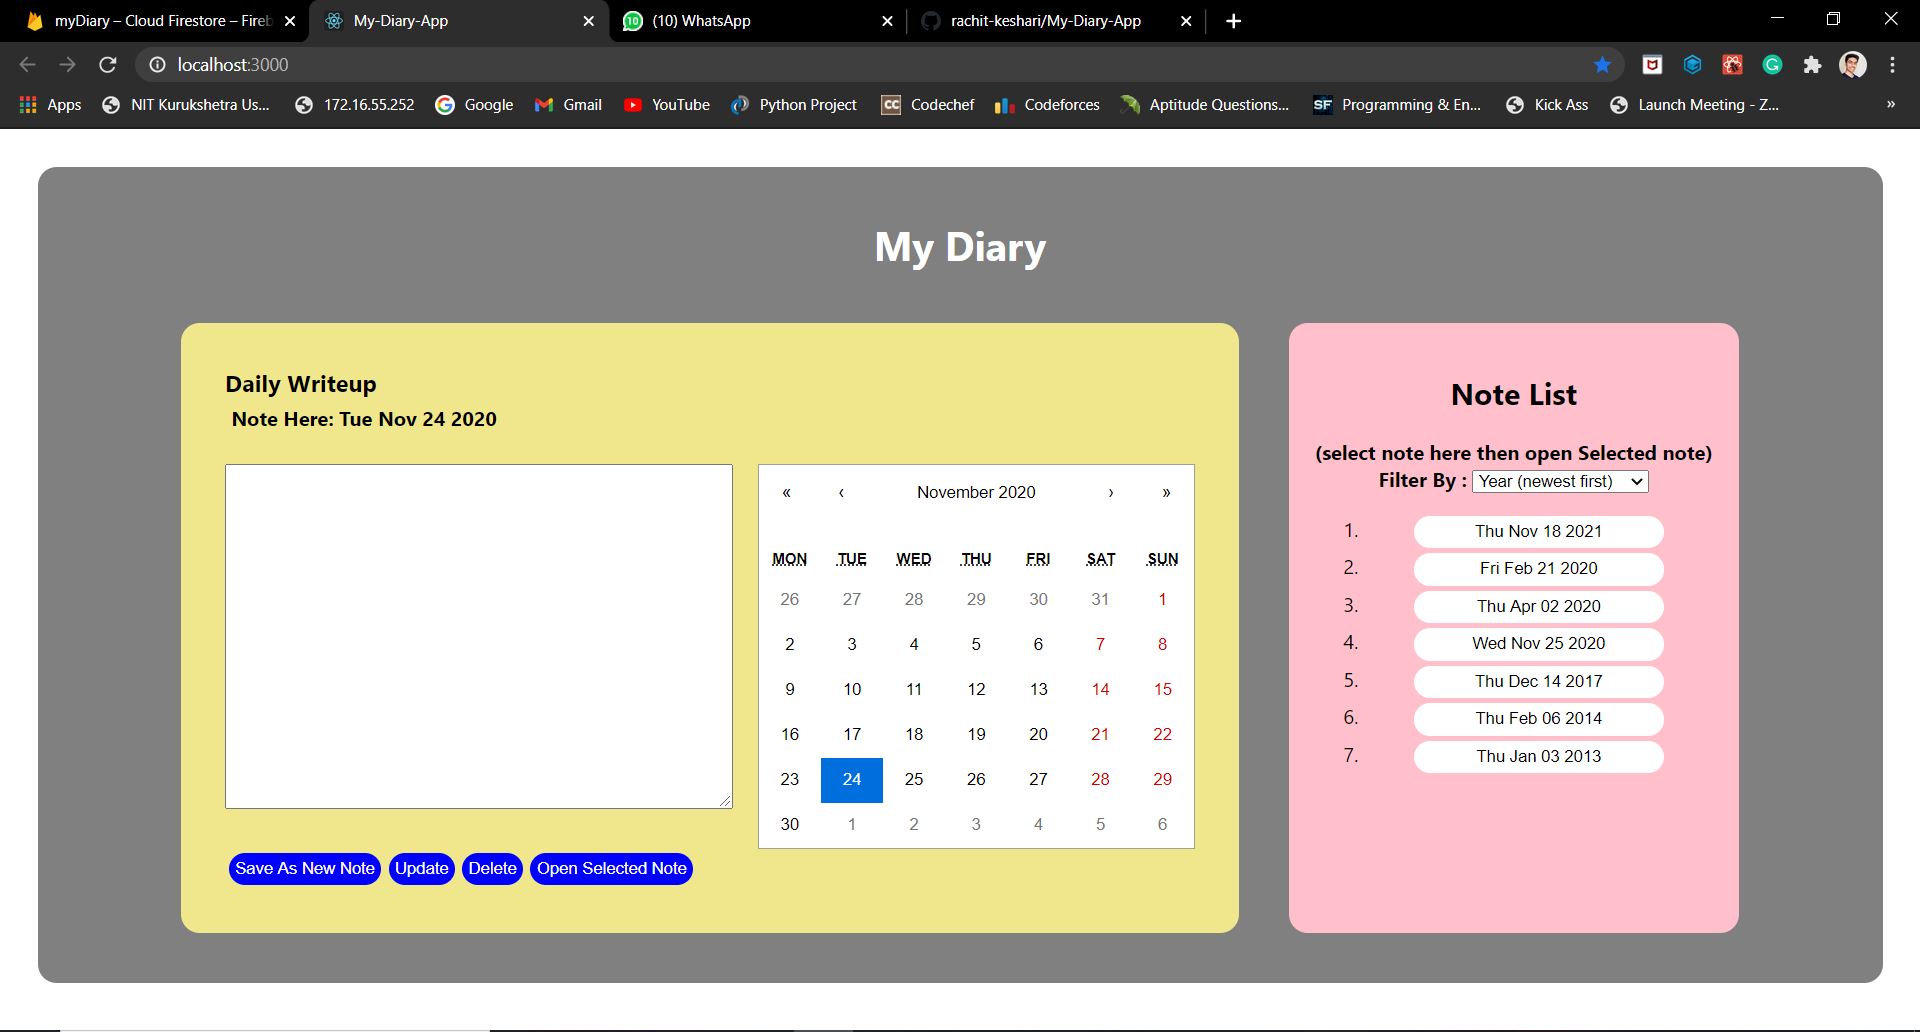 myDiary – Cloud Firestore – Fireb
My-Diary-App
(10) WhatsApp
rachit-keshari/My-Diary-App
localhost:3000
Apps
NIT Kurukshetra Us...
172.16.55.252
Google
Gmail
YouTube
Python Project
CC
Codechef
Codeforces
Aptitude Questions...
SF
Programming & En...
Kick Ass
Launch Meeting - Z...
»
My Diary
Daily Writeup
Note Here: Tue Nov 24 2020
« ‹ November 2020 › »
MON TUE WED THU FRI SAT SUN
26 27 28 29 30 31 1
2 3 4 5 6 7 8
9 10 11 12 13 14 15
16 17 18 19 20 21 22
23 24 25 26 27 28 29
30 1 2 3 4 5 6
Save As New Note Update Delete Open Selected Note
Note List
(select note here then open Selected note)
Filter By : Year (newest first)
1. Thu Nov 18 2021
2. Fri Feb 21 2020
3. Thu Apr 02 2020
4. Wed Nov 25 2020
5. Thu Dec 14 2017
6. Thu Feb 06 2014
7. Thu Jan 03 2013